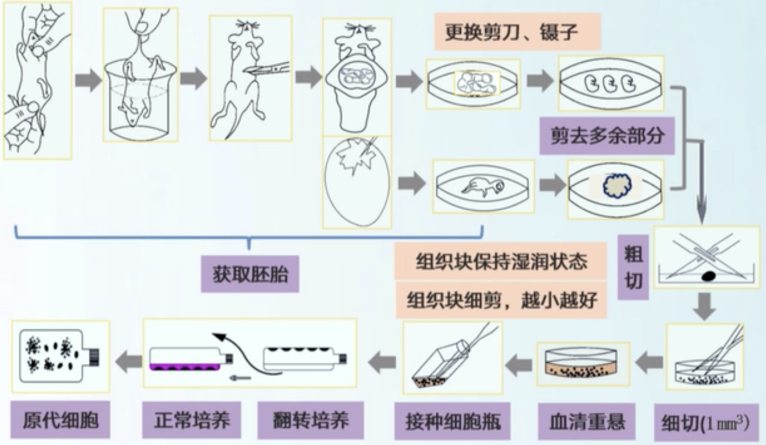 更换剪刀、镊子
剪去多余部分
获取胚胎
组织块保持湿润状态
组织块细剪，越小越好
粗
切
原代细胞
正常培养
翻转培养
接种细胞瓶
血清重悬
细切(1mm³)